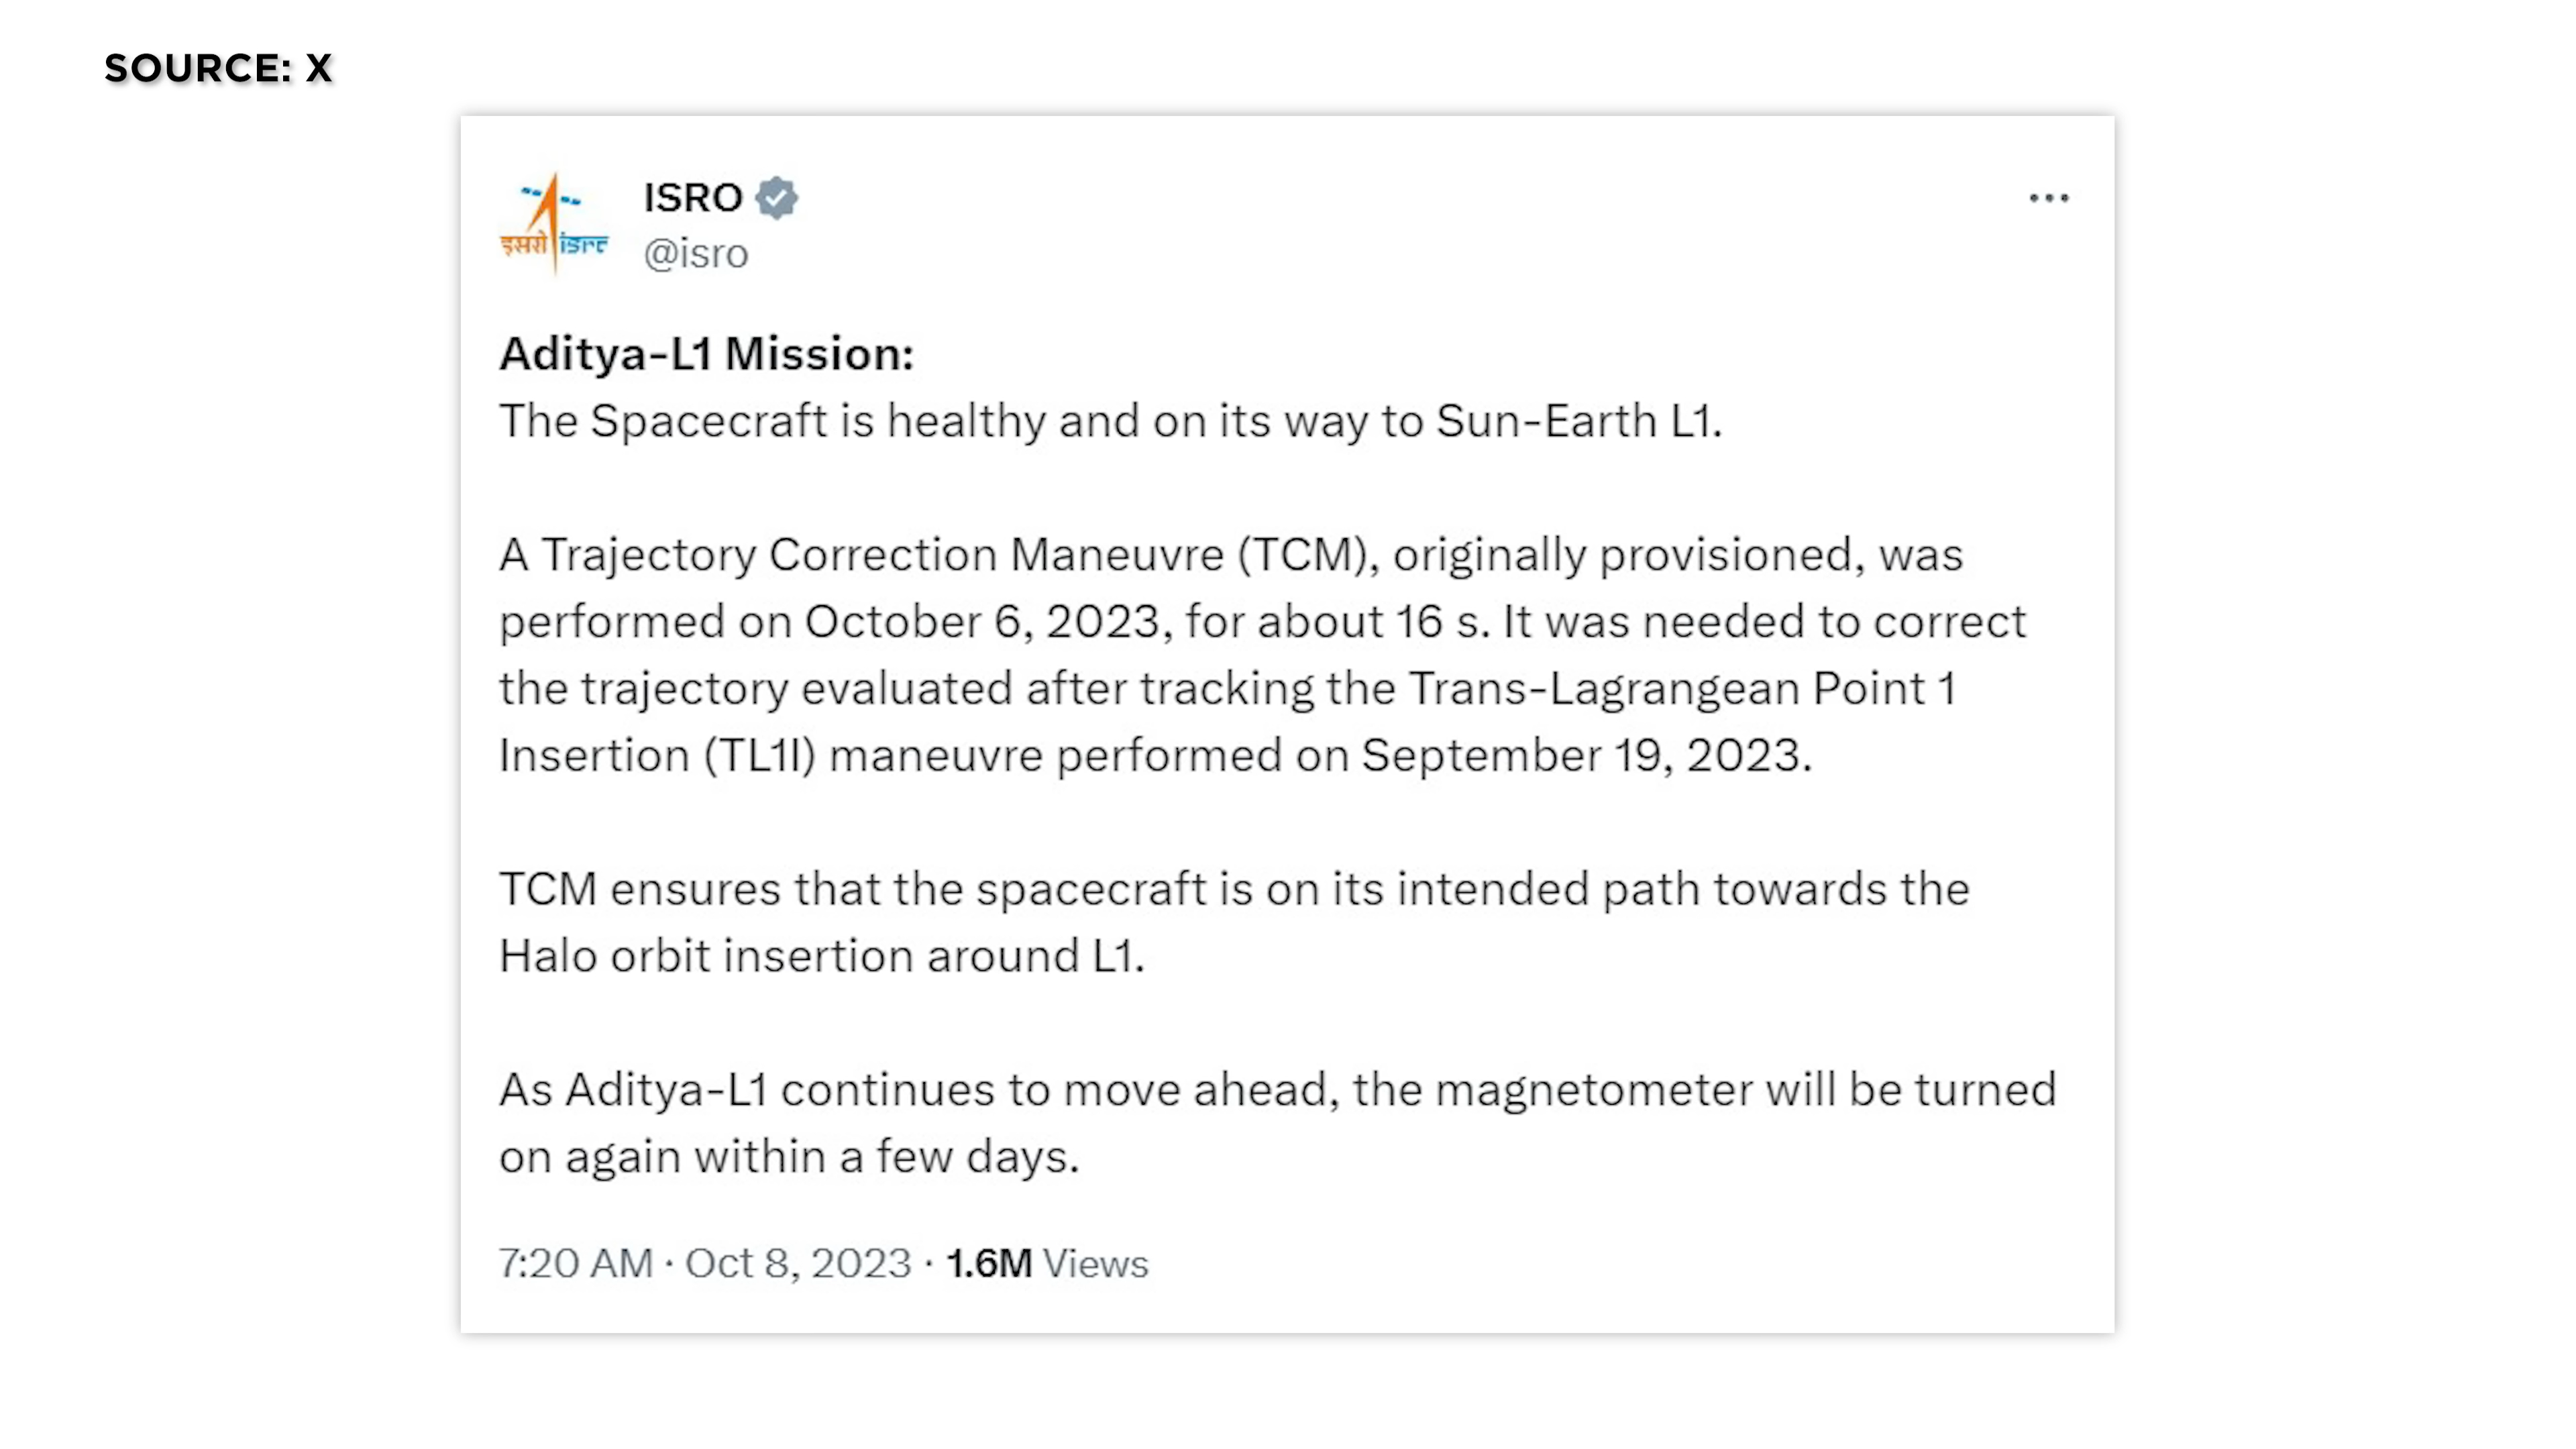 SOURCE: X
ISRO
@isro
इसरो isro
Aditya-L1 Mission:
The Spacecraft is healthy and on its way to Sun-Earth L1.
A Trajectory Correction Maneuvre (TCM), originally provisioned, was
performed on October 6, 2023, for about 16 s. It was needed to correct
the trajectory evaluated after tracking the Trans-Lagrangean Point 1
Insertion (TL1I) maneuvre performed on September 19, 2023.
TCM ensures that the spacecraft is on its intended path towards the
Halo orbit insertion around L1.
As Aditya-L1 continues to move ahead, the magnetometer will be turned
on again within a few days.
7:20 AM · Oct 8, 2023 · 1.6M Views